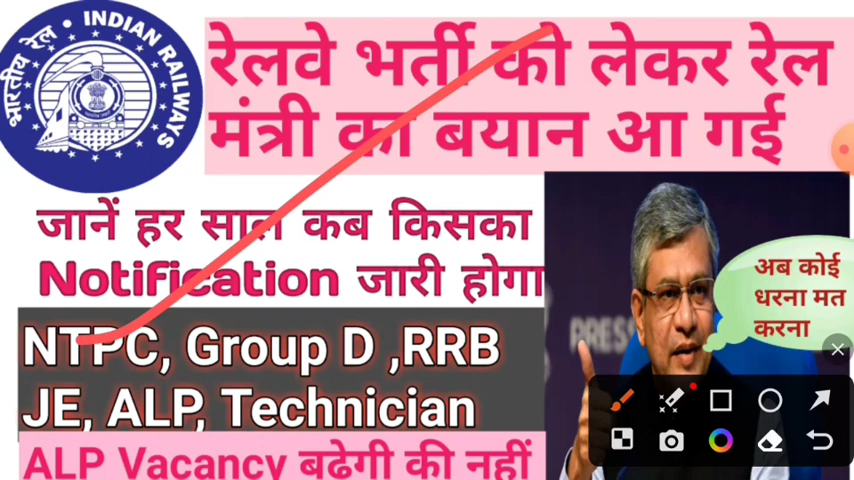 भारतीय रेल • INDIAN RAILWAYS
रेलवे भर्ती को लेकर रेल
मंत्री का बयान आ गई
जानें हर साल कब किसका
Notification जारी होगा
NTPC, Group D ,RRB
JE, ALP, Technician
ALP Vacancy बढेगी की नहीं
PRESS
अब कोई
धरना मत
करना